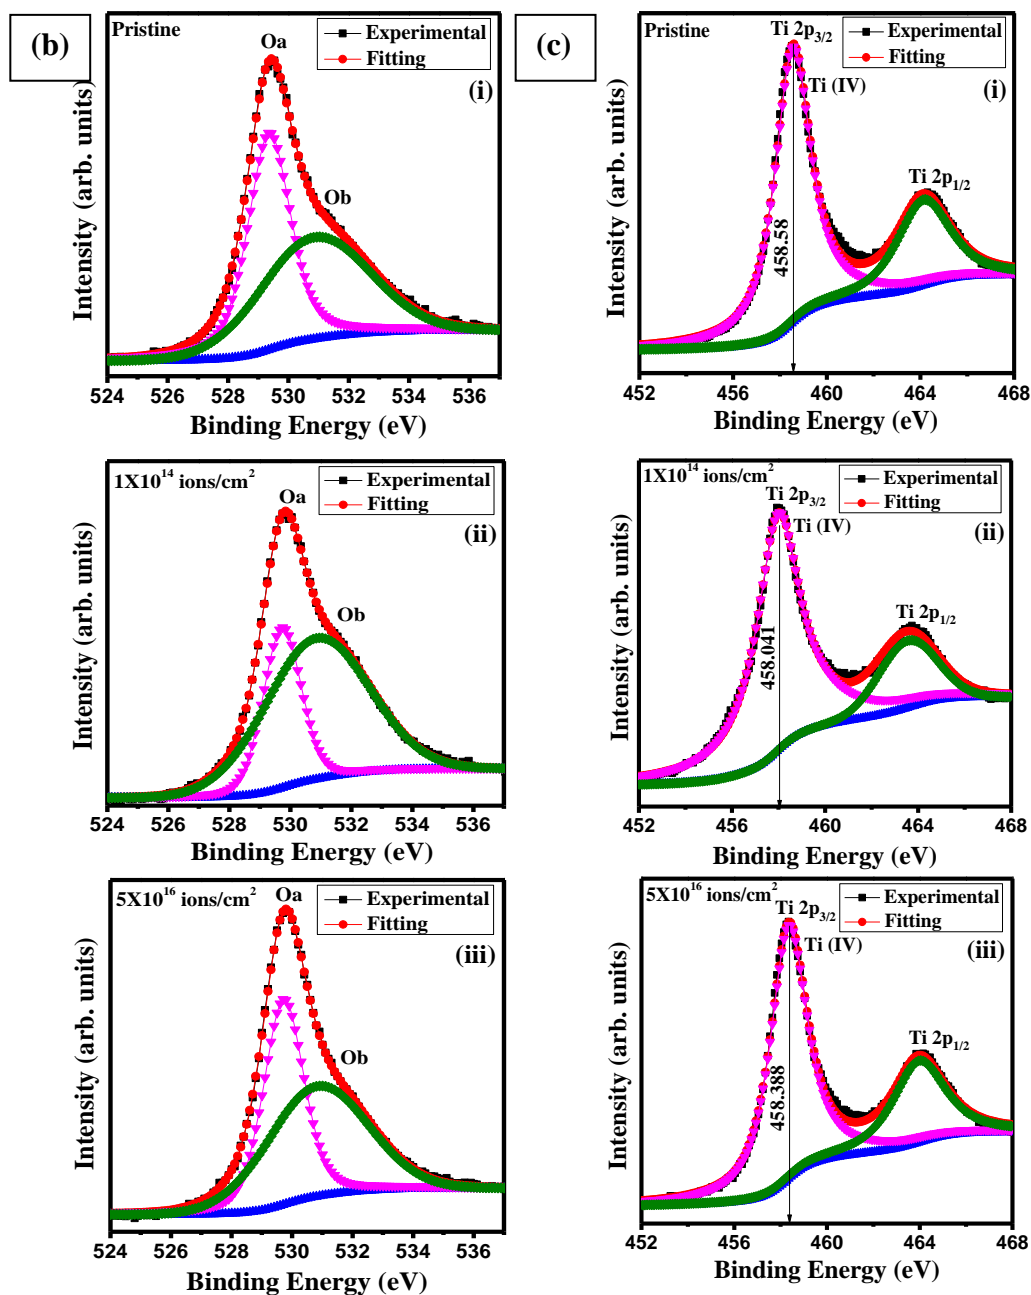 (b)
Pristine
Oa
Experimental
Fitting
(i)
Ob
Intensity (arb. units)
524 526 528 530 532 534 536
Binding Energy (eV)
(c)
Pristine
Ti 2p3/2
Experimental
Fitting
Ti (IV)
(i)
Ti 2p1/2
458.58
Intensity (arb. units)
452 456 460 464 468
Binding Energy (eV)
1X10^14 ions/cm^2
Oa
Experimental
Fitting
(ii)
Ob
Intensity (arb. units)
524 526 528 530 532 534 536
Binding Energy (eV)
1X10^14 ions/cm^2
Ti 2p3/2
Experimental
Fitting
Ti (IV)
(ii)
Ti 2p1/2
458.041
Intensity (arb. units)
452 456 460 464 468
Binding Energy (eV)
5X10^16 ions/cm^2
Oa
Experimental
Fitting
(iii)
Ob
Intensity (arb. units)
524 526 528 530 532 534 536
Binding Energy (eV)
5X10^16 ions/cm^2
Ti 2p3/2
Experimental
Fitting
Ti (IV)
(iii)
Ti 2p1/2
458.388
Intensity (arb. units)
452 456 460 464 468
Binding Energy (eV)